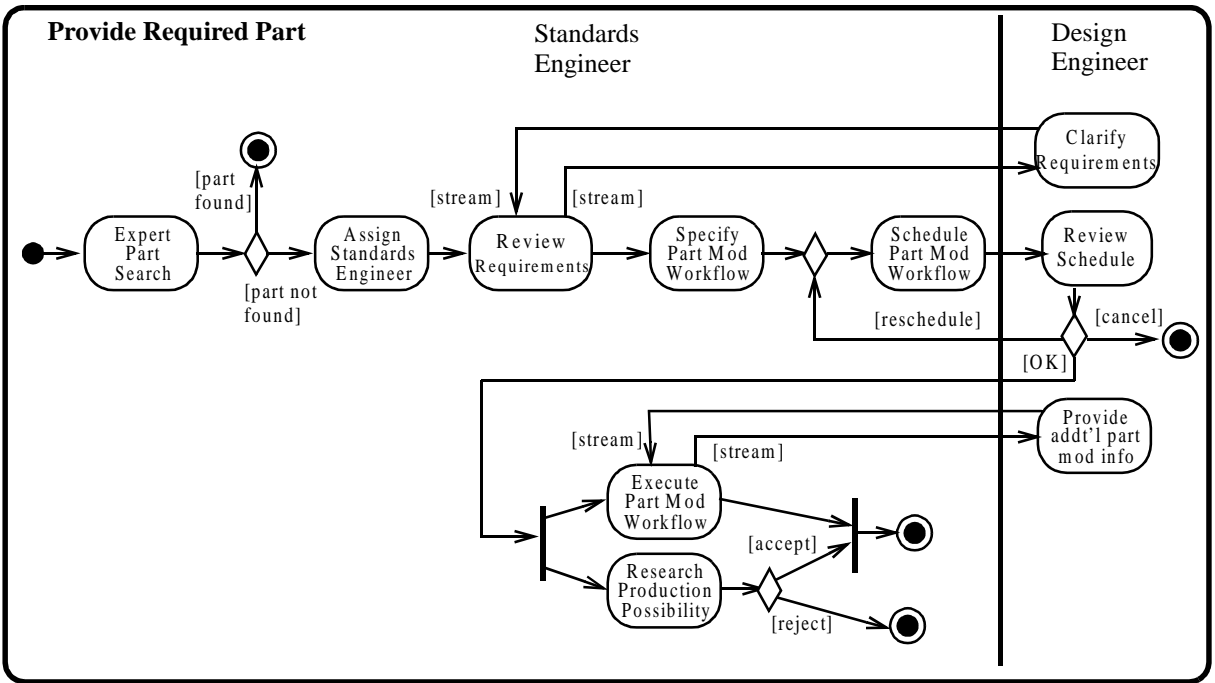 Provide Required Part
Standards
Engineer
Design
Engineer
Clarify
Requirements
[part
found]
[stream]
[stream]
Expert
Part
Search
Assign
Standards
Engineer
Review
Requirements
Specify
Part Mod
Workflow
Schedule
Part Mod
Workflow
Review
Schedule
[part not
found]
[reschedule]
[cancel]
[OK]
Provide
addt'l part
mod info
[stream]
[stream]
Execute
Part Mod
Workflow
[accept]
Research
Production
Possibility
[reject]